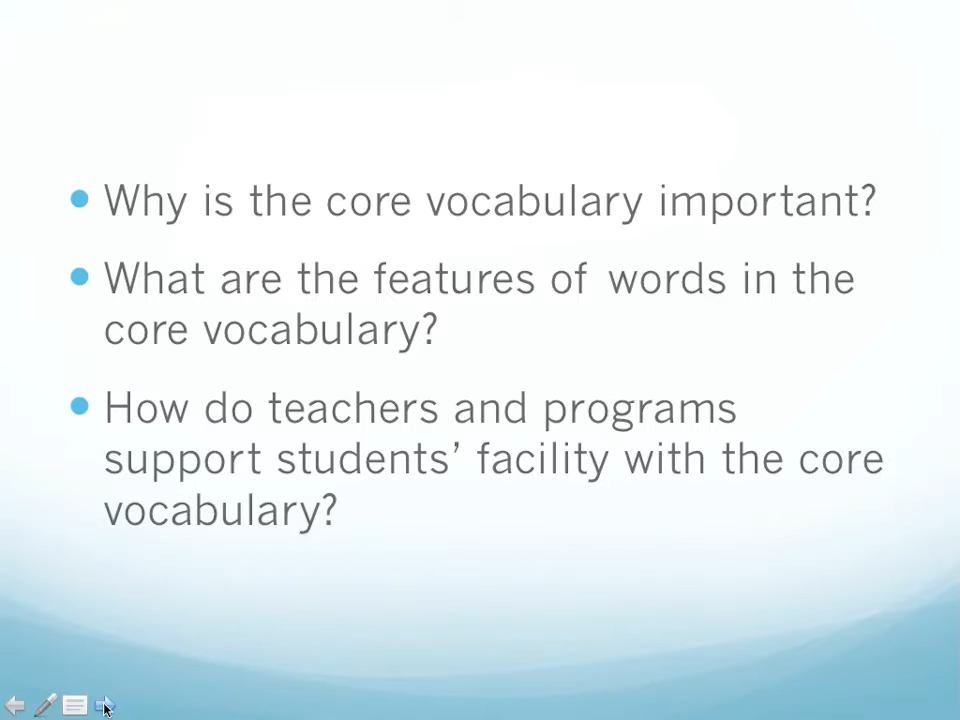 Why is the core vocabulary important?
What are the features of words in the
core vocabulary?
How do teachers and programs
support students’ facility with the core
vocabulary?